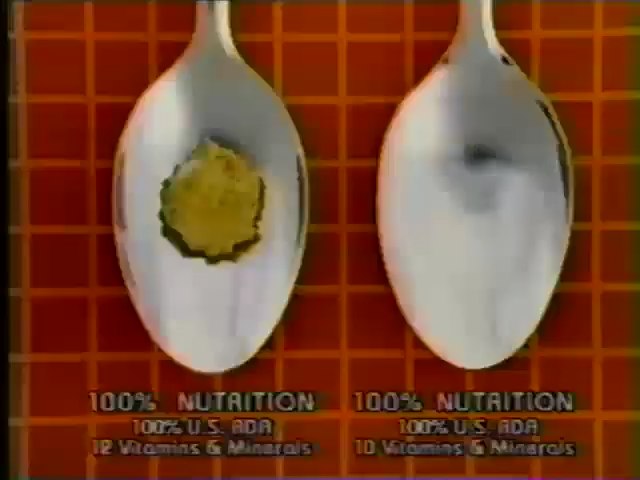 100% NUTRITION
100% U.S. RDA
12 Vitamins & Minerals
100% NUTRITION
100% U.S. RDA
10 Vitamins & Minerals